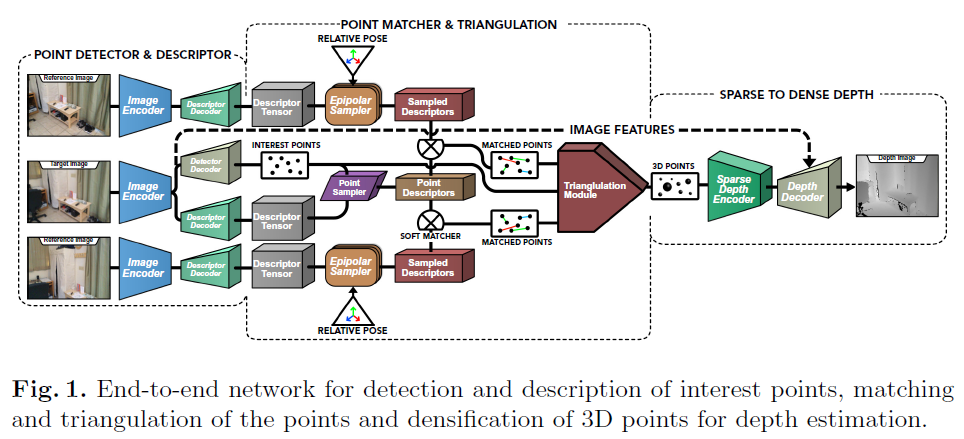 POINT MATCHER & TRIANGULATION
RELATIVE POSE
POINT DETECTOR & DESCRIPTOR
Reference Image
Image
Encoder
Descriptor
Decoder
Descriptor
Tensor
Epipolar
Sampler
Sampled
Descriptors
SPARSE TO DENSE DEPTH
IMAGE FEATURES
Target Image
Image
Encoder
Detector
Decoder
INTEREST POINTS
MATCHED POINTS
Point
Sampler
Point
Descriptors
Trianglulation
Module
3D POINTS
Sparse
Depth
Encoder
Depth
Decoder
Depth Image
Descriptor
Decoder
Descriptor
Tensor
SOFT MATCHER
MATCHED POINTS
Reference Image
Image
Encoder
Descriptor
Decoder
Descriptor
Tensor
Epipolar
Sampler
Sampled
Descriptors
RELATIVE POSE
Fig. 1. End-to-end network for detection and description of interest points, matching
and triangulation of the points and densification of 3D points for depth estimation.